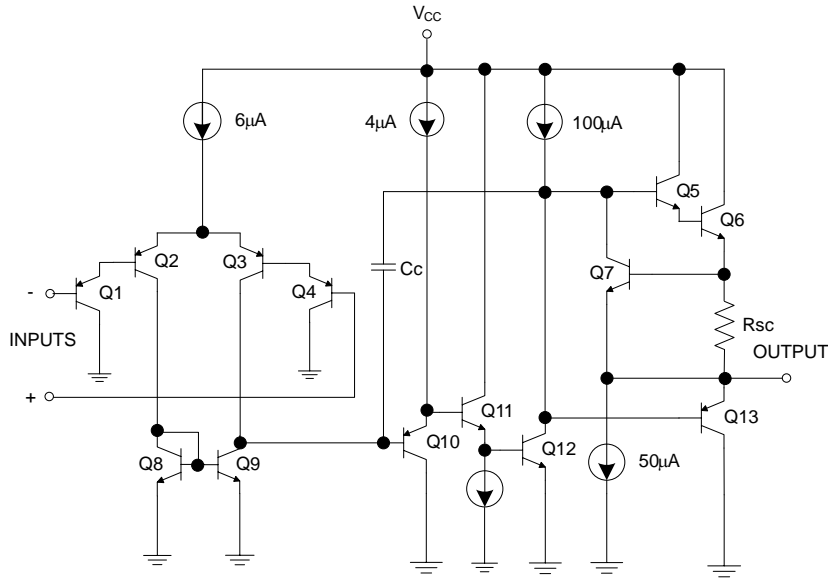 VCC
6μA
4μA
100μA
Q5
Q6
Q2
Q3
Q7
Cc
-
Q1
Q4
Rsc
INPUTS
OUTPUT
+
Q11
Q13
Q10
Q8
Q9
Q12
50μA